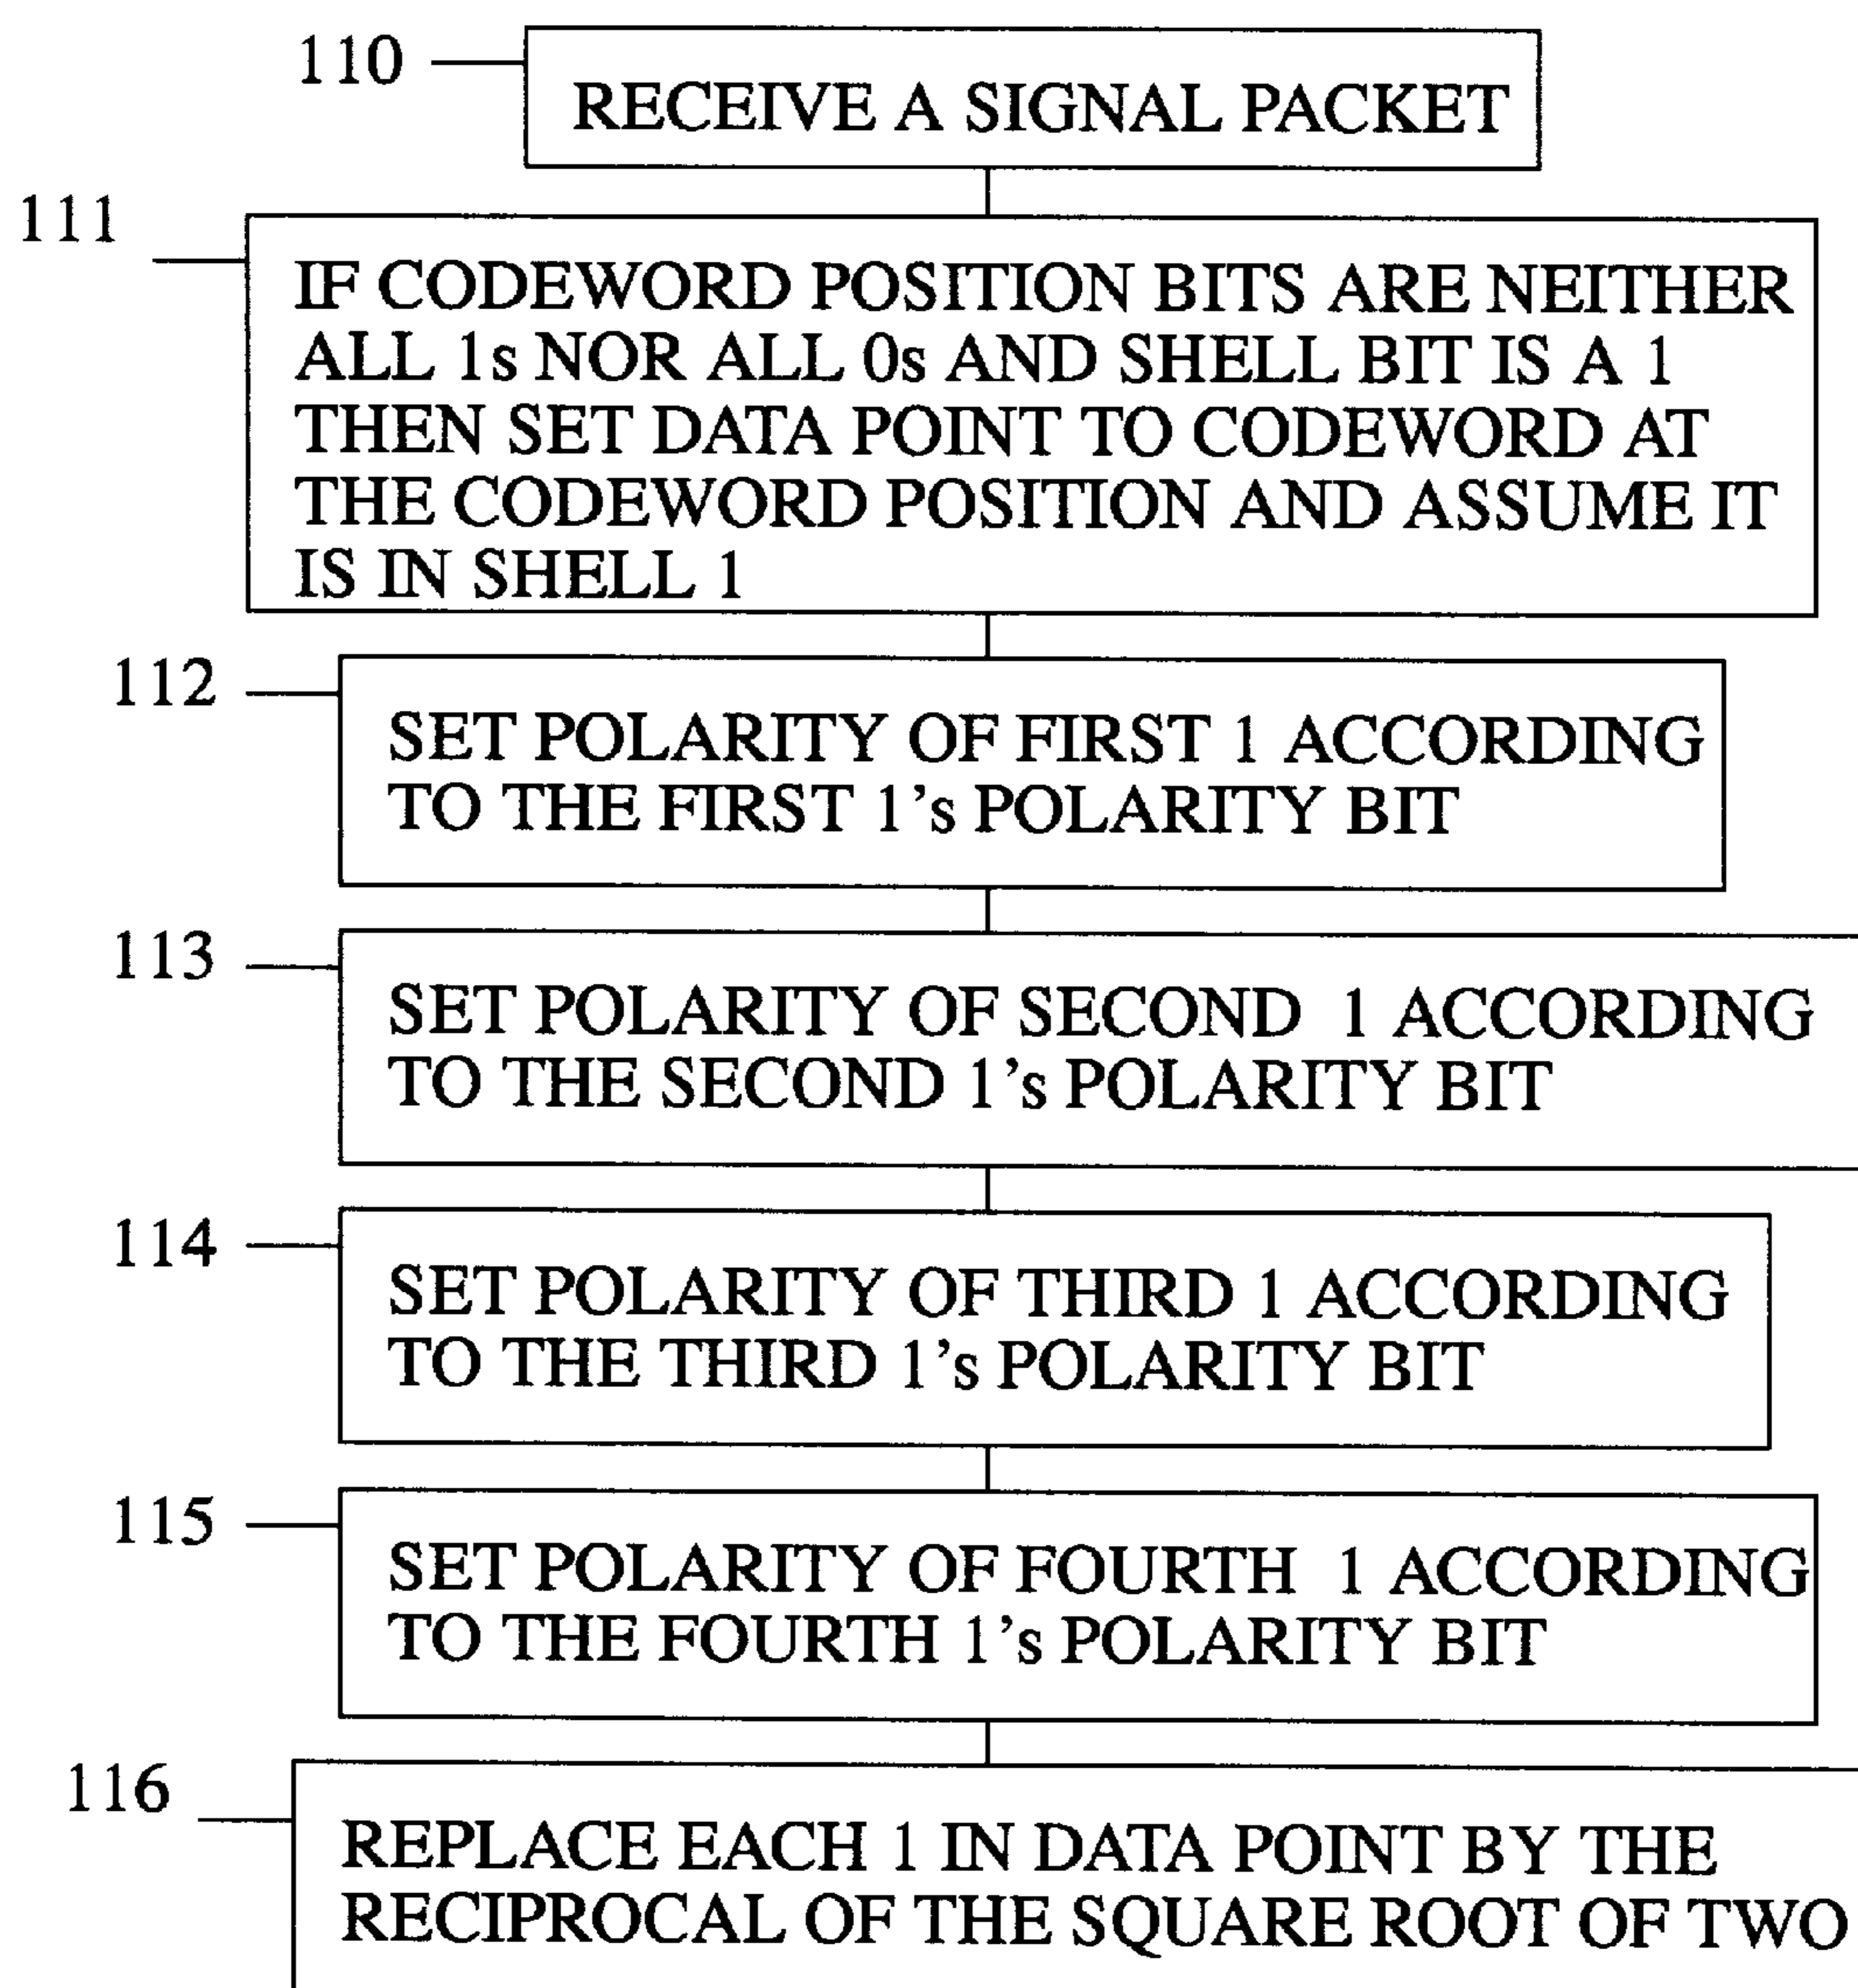 110
RECEIVE A SIGNAL PACKET
111
IF CODEWORD POSITION BITS ARE NEITHER
ALL 1s NOR ALL 0s AND SHELL BIT IS A 1
THEN SET DATA POINT TO CODEWORD AT
THE CODEWORD POSITION AND ASSUME IT
IS IN SHELL 1
112
SET POLARITY OF FIRST 1 ACCORDING
TO THE FIRST 1's POLARITY BIT
113
SET POLARITY OF SECOND 1 ACCORDING
TO THE SECOND 1's POLARITY BIT
114
SET POLARITY OF THIRD 1 ACCORDING
TO THE THIRD 1's POLARITY BIT
115
SET POLARITY OF FOURTH 1 ACCORDING
TO THE FOURTH 1's POLARITY BIT
116
REPLACE EACH 1 IN DATA POINT BY THE
RECIPROCAL OF THE SQUARE ROOT OF TWO